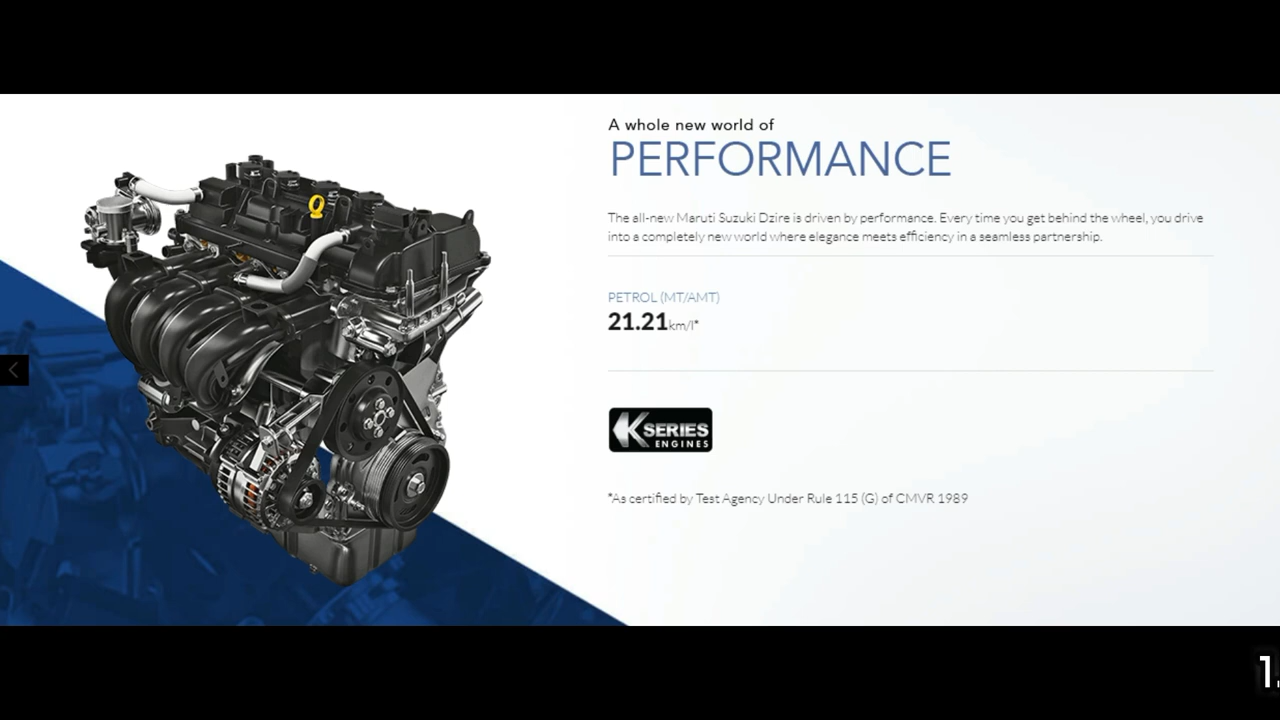 A whole new world of
PERFORMANCE
The all-new Maruti Suzuki Dzire is driven by performance. Every time you get behind the wheel, you drive
into a completely new world where elegance meets efficiency in a seamless partnership.
PETROL (MT/AMT)
21.21km/l*
K SERIES
ENGINES
*As certified by Test Agency Under Rule 115 (G) of CMVR 1989
1.